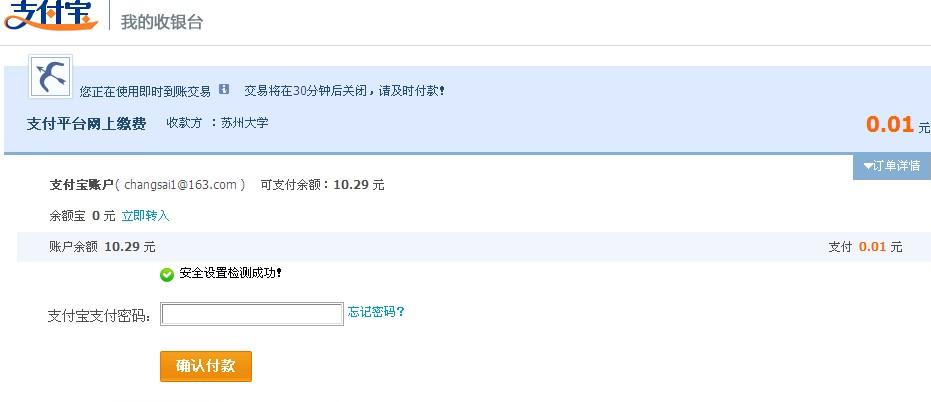 支付宝 我的收银台
您正在使用即时到账交易 交易将在30分钟后关闭，请及时付款！
支付平台网上缴费 收款方 ：苏州大学 0.01 元
订单详情
支付宝账户( changsai1@163.com ) 可支付余额：10.29 元
余额宝 0 元 立即转入
账户余额 10.29 元 支付 0.01 元
安全设置检测成功！
支付宝支付密码： 忘记密码？
确认付款